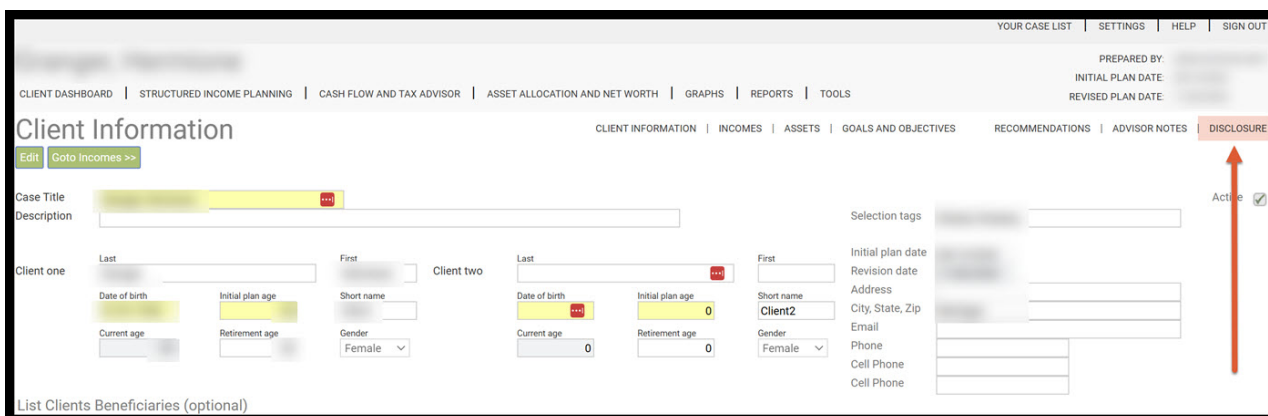 YOUR CASE LIST | SETTINGS | HELP | SIGN OUT
PREPARED BY:
INITIAL PLAN DATE:
REVISED PLAN DATE:
CLIENT DASHBOARD | STRUCTURED INCOME PLANNING | CASH FLOW AND TAX ADVISOR | ASSET ALLOCATION AND NET WORTH | GRAPHS | REPORTS | TOOLS
Client Information
CLIENT INFORMATION | INCOMES | ASSETS | GOALS AND OBJECTIVES RECOMMENDATIONS | ADVISOR NOTES | DISCLOSURE
Edit Goto Incomes >>
Case Title Active
Description Selection tags
Last First Last First Initial plan date
Client one Client two Revision date
Date of birth Initial plan age Short name Date of birth Initial plan age Short name Address
0 Client2 City, State, Zip
Current age Retirement age Gender Current age Retirement age Gender Email
Female 0 0 Female Phone
Cell Phone
Cell Phone
List Clients Beneficiaries (optional)